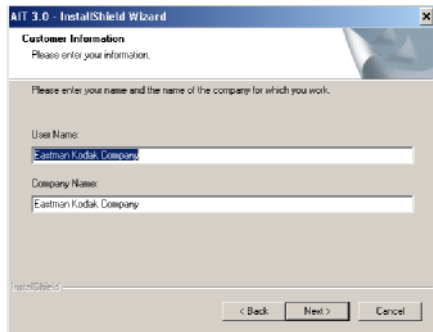 AIT 3.0 - InstallShield Wizard
Customer Information
Please enter your information.
Please enter your name and the name of the company for which you work.
User Name:
Eastman Kodak Company
Company Name:
Eastman Kodak Company
InstallShield
< Back Next > Cancel